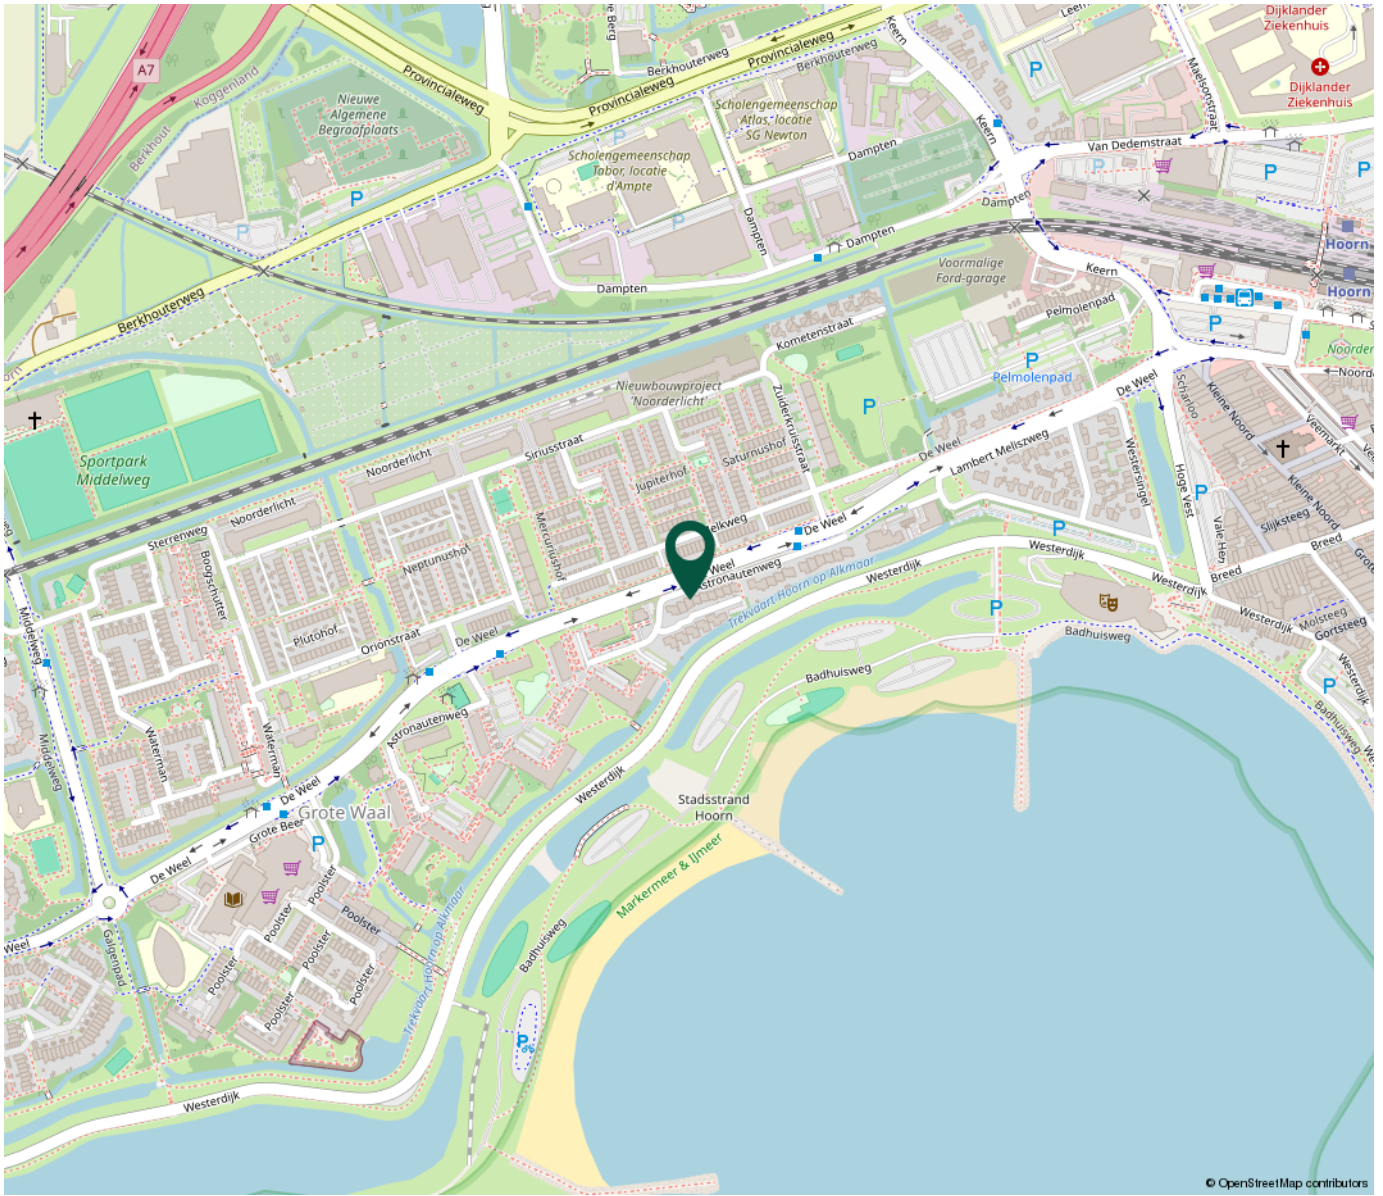 Dijklander
Ziekenhuis
Dijklander
Ziekenhuis
A7
Koggenland
Berkhout
Provincialeweg
Provincialeweg
Provincialeweg
Berkhouterweg
Berkhouterweg
Keern
Keern
Maelsonstraat
Nieuwe
Algemene
Begraafplaats
Scholengemeenschap
Atlas, locatie
SG Newton
Scholengemeenschap
Tabor, locatie
d'Ampte
Dampten
Dampten
Dampten
Dampten
Dampten
Van Dedemstraat
Hoorn
Hoorn
Keern
Voormalige
Ford-garage
Pelmolenpad
Pelmolenpad
Berkhouterweg
Kometenstraat
Nieuwbouwproject
'Noorderlicht'
Zuiderkruisstraat
De Weel
Scharloo
Kleine Noord
Veemarkt
Sportpark
Middelweg
Noorderlicht
Siriusstraat
Saturnushof
Jupiterhof
De Weel
Lambert Meliszweg
Westersingel
Hoge Vest
Vale Hen
Kleine Noord
Slijksteeg
Breed
Breed
Sterrenweg
Noorderlicht
Boogschutter
Neptunushof
Mercuriushof
De Weel
Weel
Astronautenweg
Trekvaart Hoorn op Alkmaar
Westerdijk
Westerdijk
Westerdijk
Westerdijk
Molsteeg
Gortsteeg
Middelweg
Plutohof
Orionstraat
De Weel
Badhuisweg
Badhuisweg
Westerdijk
Badhuisweg
Astronautenweg
Waterman
Waterman
Middelweg
De Weel
Westerdijk
Stadsstrand
Hoorn
Grote Waal
Grote Beer
De Weel
Markermeer & IJmeer
Poolster
Poolster
Poolster
Poolster
Poolster
Poolster
Poolster
Weel
Galgenpad
Badhuisweg
Trekvaart Hoorn op Alkmaar
Westerdijk
© OpenStreetMap contributors